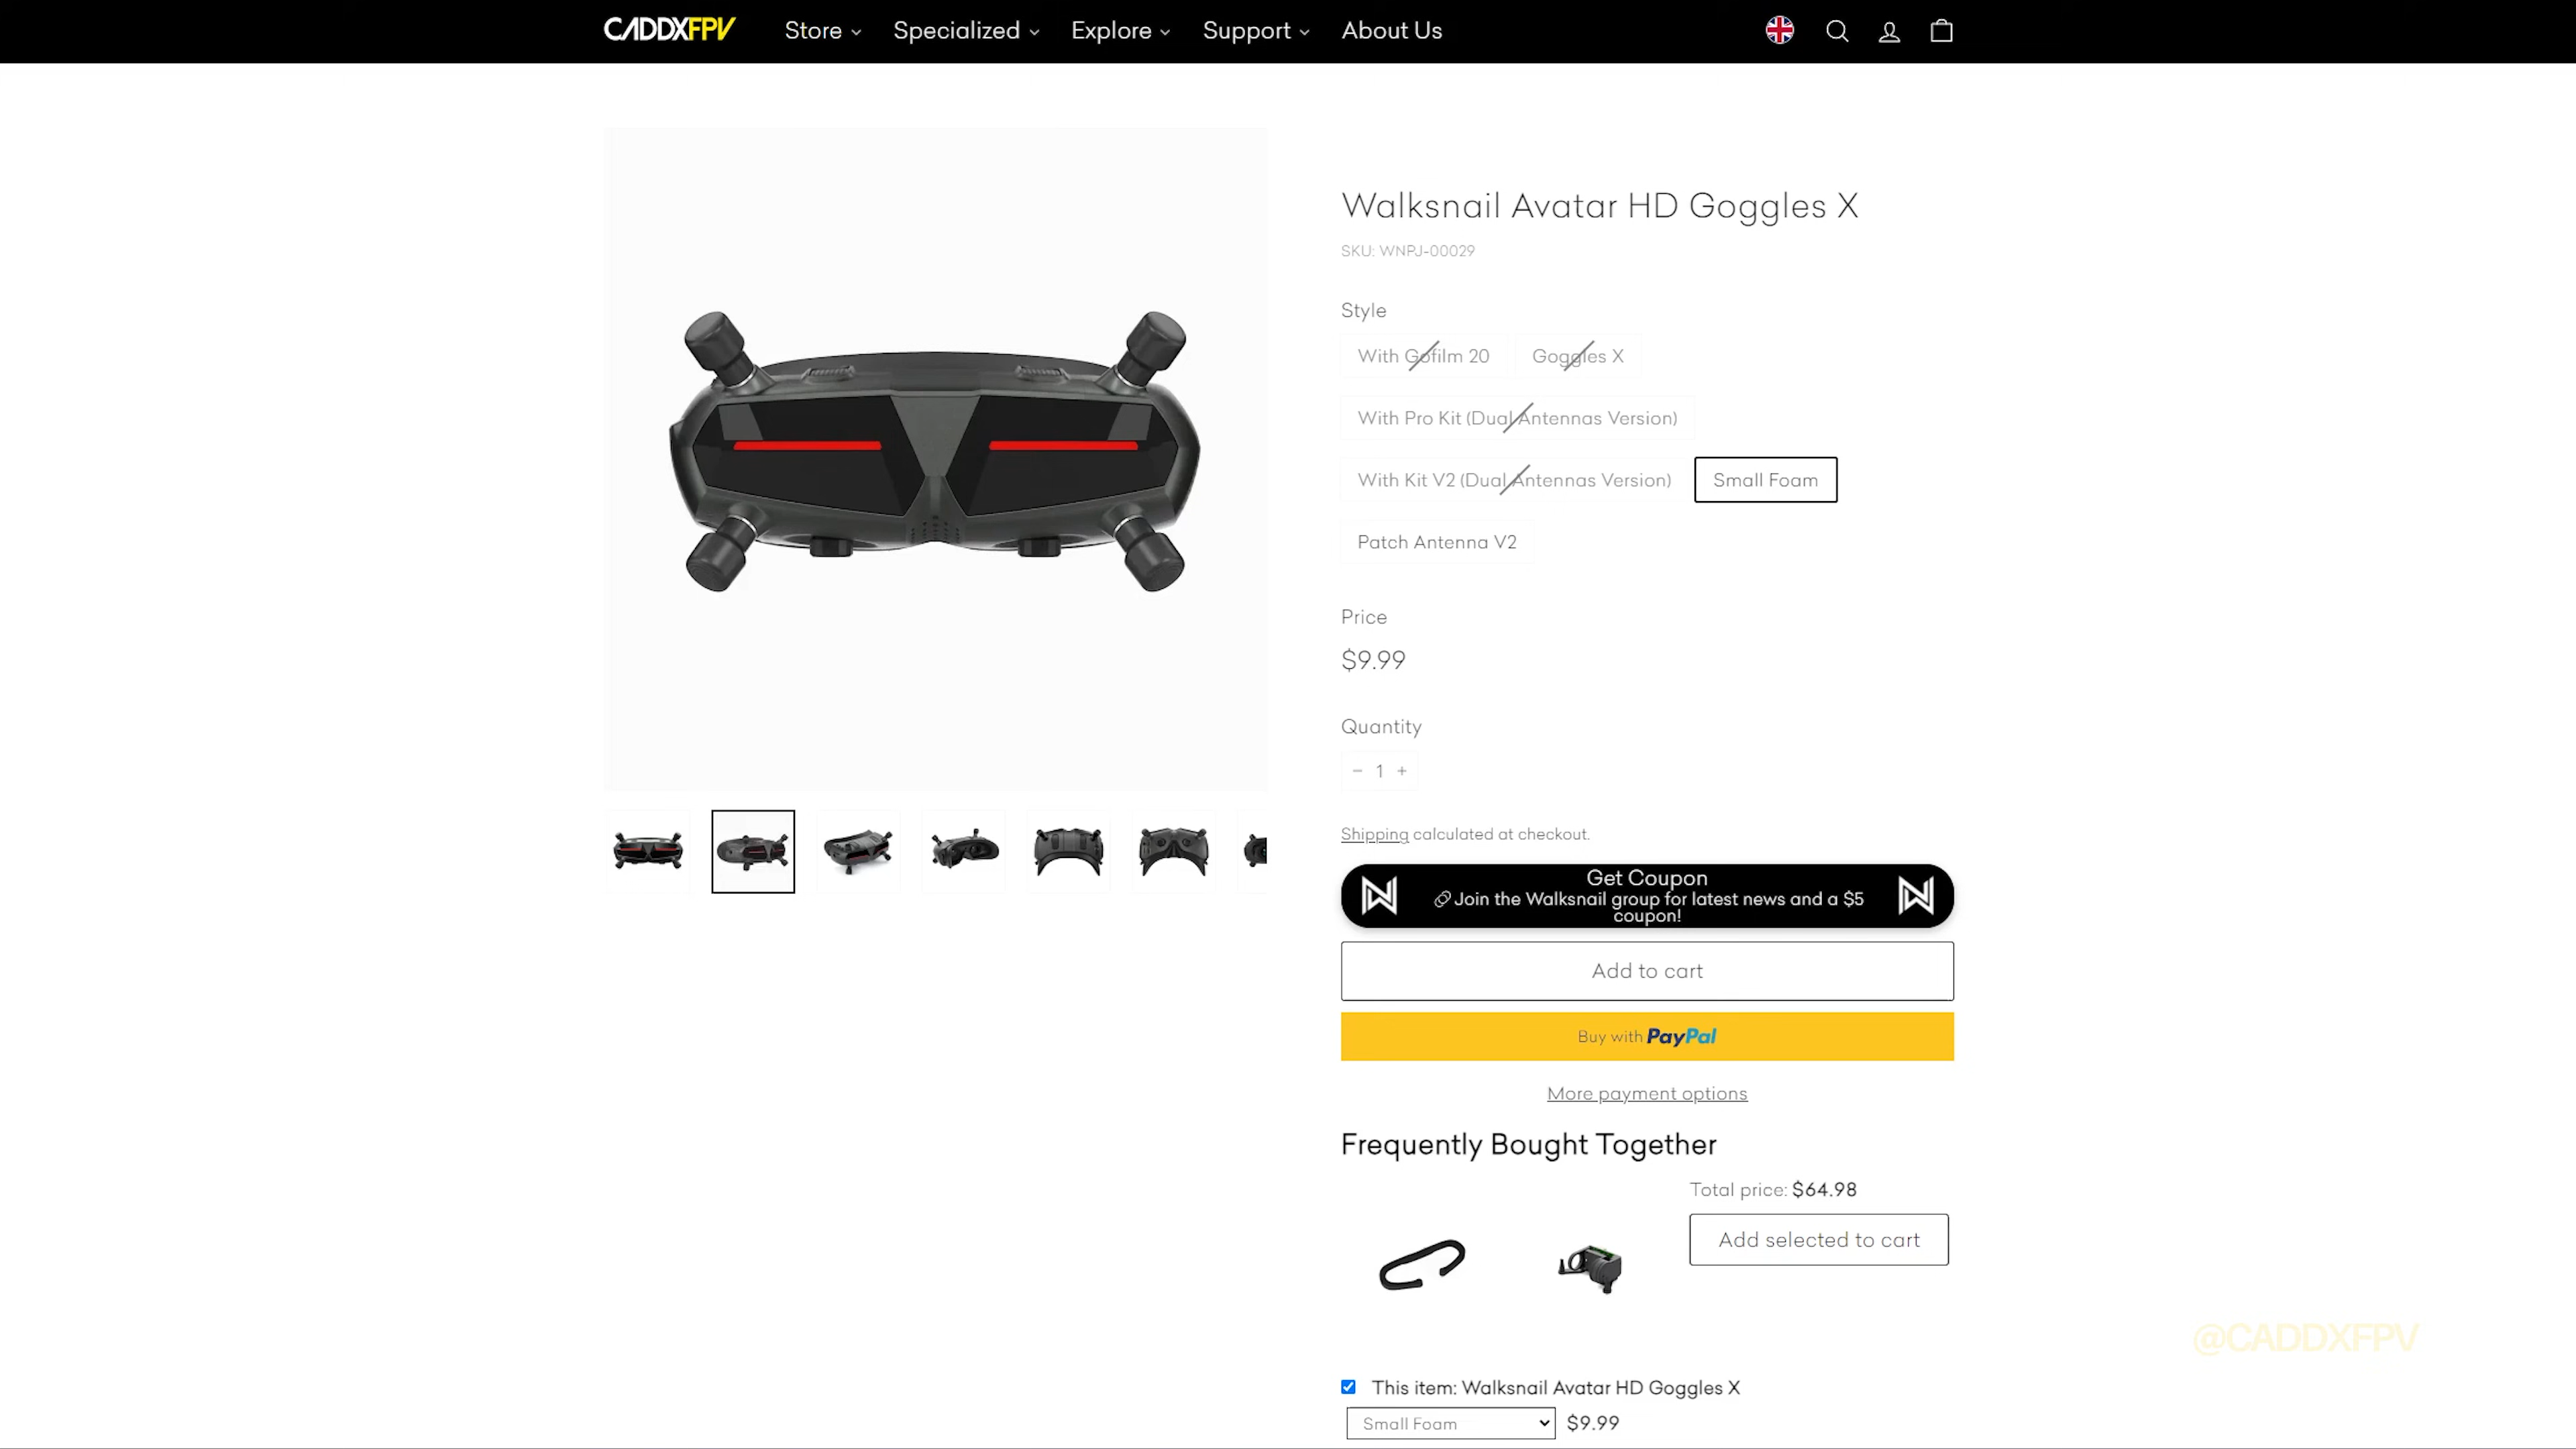 CADDXFPV Store Specialized Explore Support About Us
Walksnail Avatar HD Goggles X
SKU: WNPJ-00029
Style
With Gofilm 20 Goggles X
With Pro Kit (Dual Antennas Version)
With Kit V2 (Dual Antennas Version) Small Foam
Patch Antenna V2
Price
$9.99
Quantity
− 1 +
Shipping calculated at checkout.
Get Coupon
Join the Walksnail group for latest news and a $5
coupon!
Add to cart
Buy with PayPal
More payment options
Frequently Bought Together
Total price: $64.98
Add selected to cart
@CADDXFPV
This item: Walksnail Avatar HD Goggles X
Small Foam $9.99